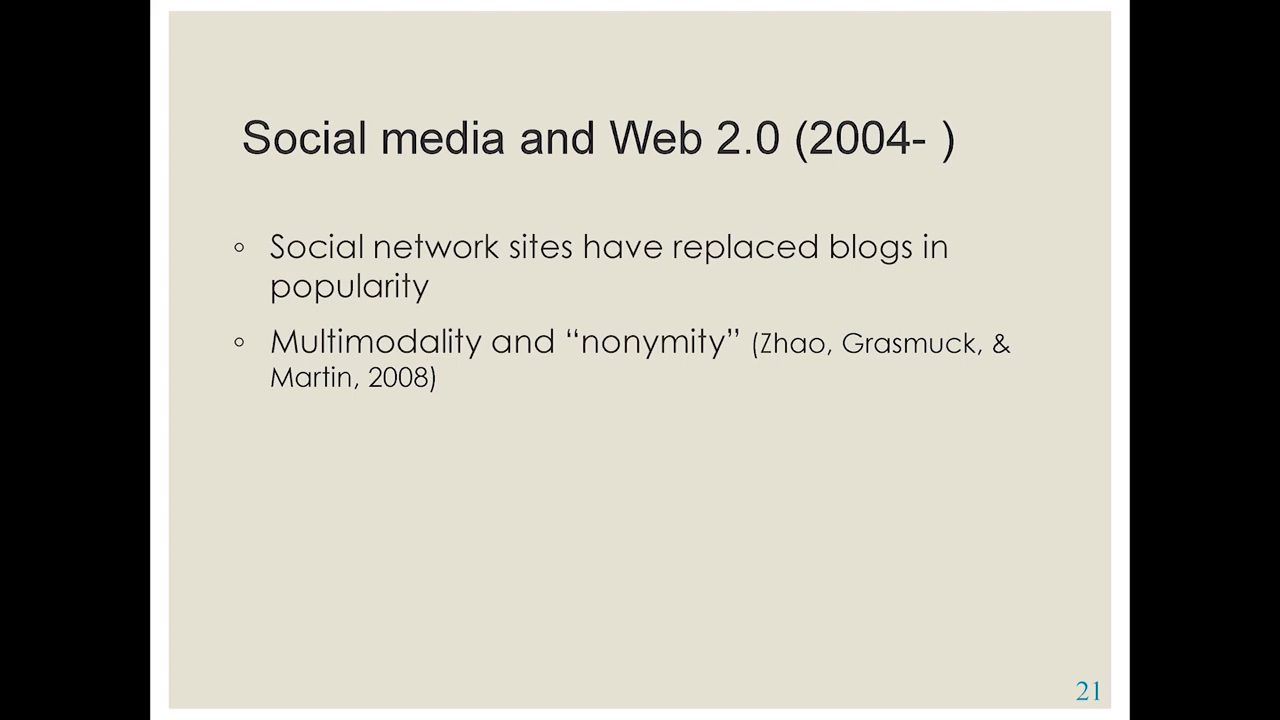 Social media and Web 2.0 (2004- )
◦ Social network sites have replaced blogs in
popularity
◦ Multimodality and “nonymity” (Zhao, Grasmuck, &
Martin, 2008)
21